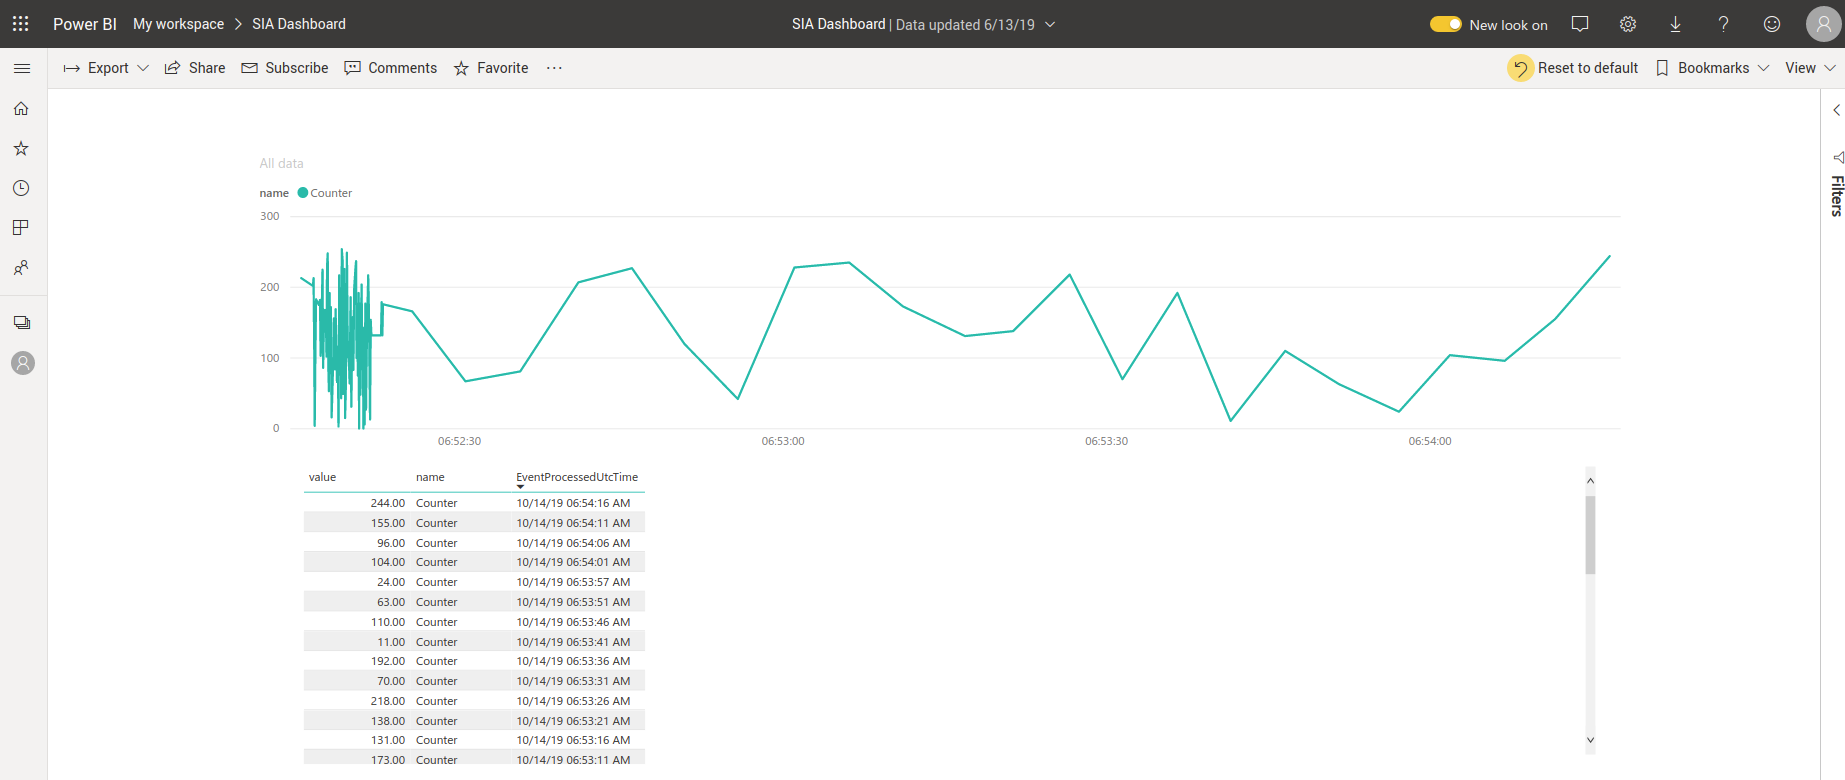 Power BI My workspace SIA Dashboard SIA Dashboard | Data updated 6/13/19 New look on
Export Share Subscribe Comments Favorite ... Reset to default Bookmarks View
Filters
All data
name Counter
300
200
100
0
06:52:30 06:53:00 06:53:30 06:54:00
value name EventProcessedUtcTime
244.00 Counter 10/14/19 06:54:16 AM
155.00 Counter 10/14/19 06:54:11 AM
96.00 Counter 10/14/19 06:54:06 AM
104.00 Counter 10/14/19 06:54:01 AM
24.00 Counter 10/14/19 06:53:57 AM
63.00 Counter 10/14/19 06:53:51 AM
110.00 Counter 10/14/19 06:53:46 AM
11.00 Counter 10/14/19 06:53:41 AM
192.00 Counter 10/14/19 06:53:36 AM
70.00 Counter 10/14/19 06:53:31 AM
218.00 Counter 10/14/19 06:53:26 AM
138.00 Counter 10/14/19 06:53:21 AM
131.00 Counter 10/14/19 06:53:16 AM
173.00 Counter 10/14/19 06:53:11 AM